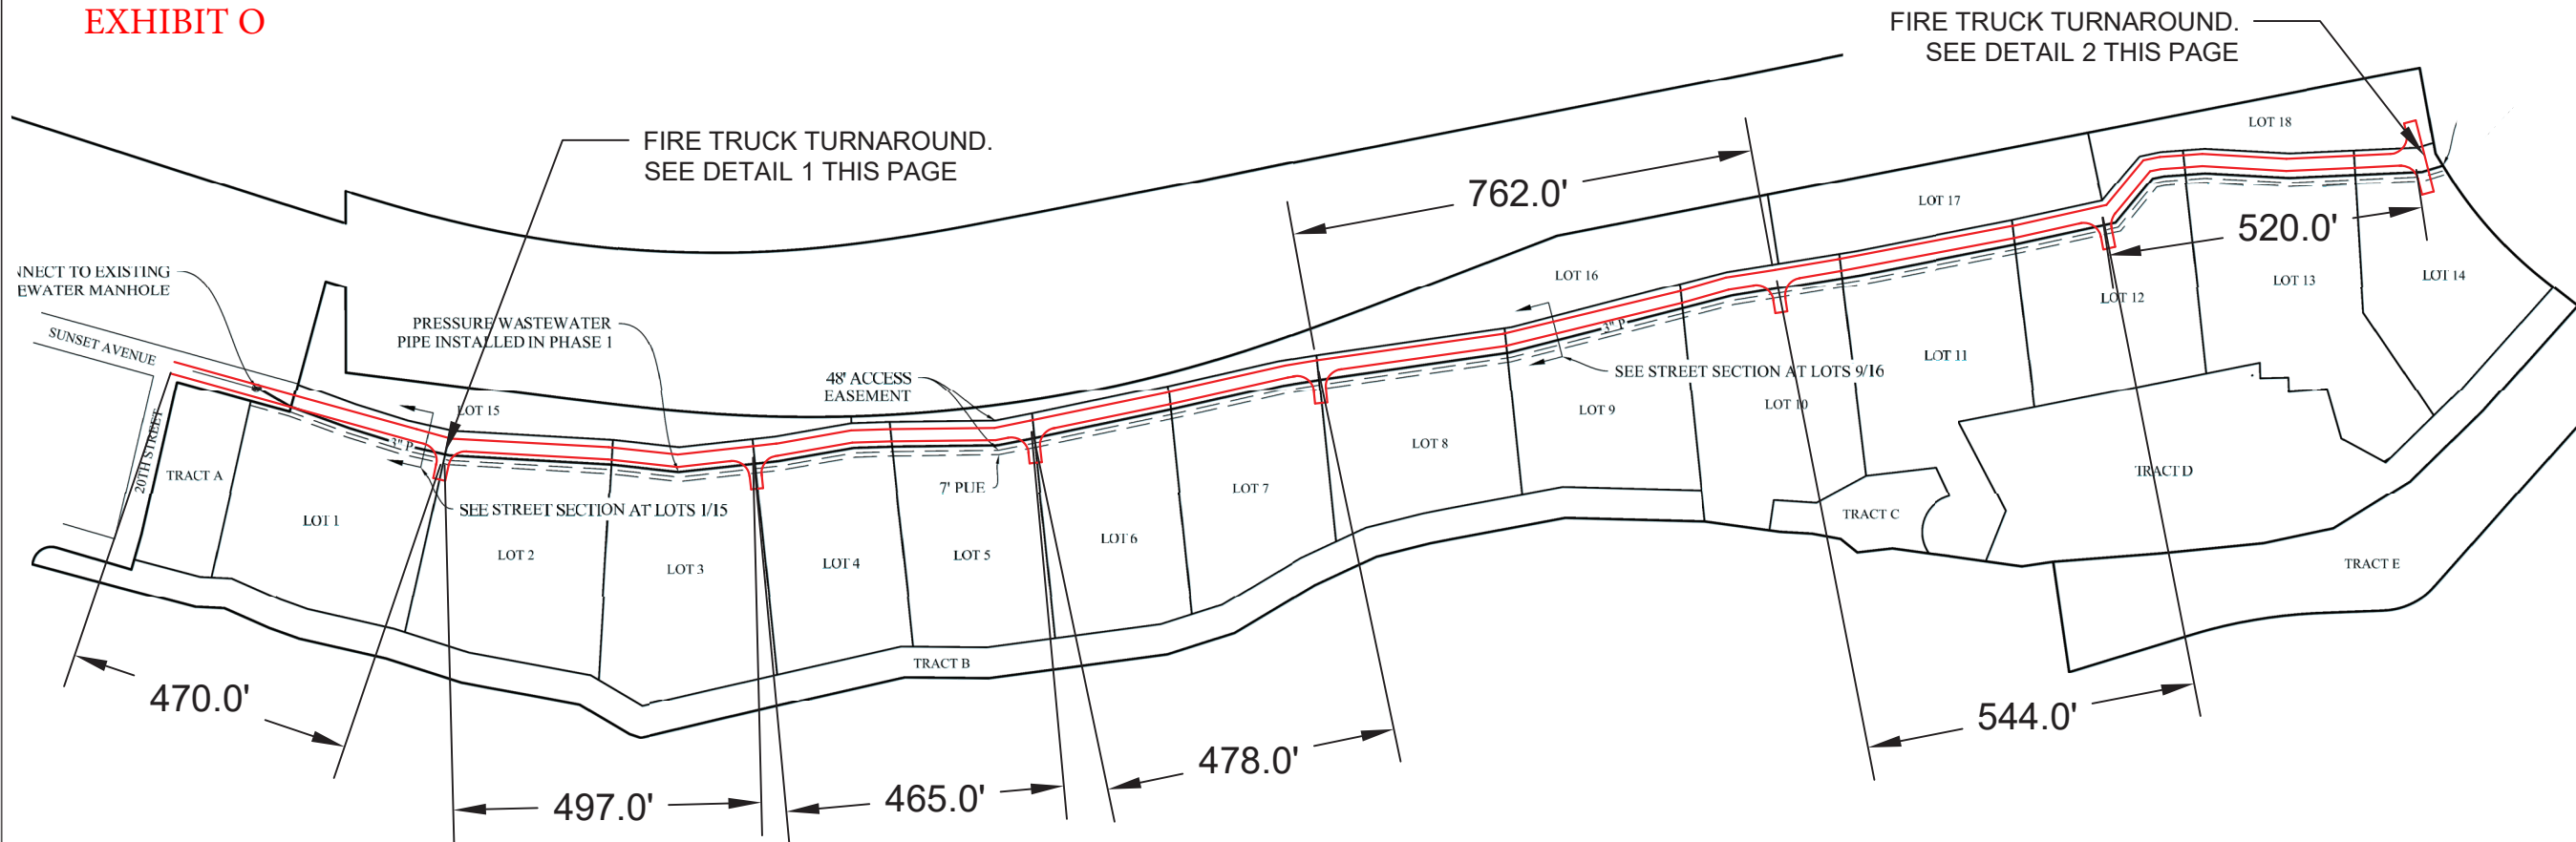 EXHIBIT O
FIRE TRUCK TURNAROUND.
SEE DETAIL 2 THIS PAGE
FIRE TRUCK TURNAROUND.
SEE DETAIL 1 THIS PAGE
LOT 18
762.0'
LOT 17
520.0'
NNECT TO EXISTING
EWATER MANHOLE
LOT 16
LOT 14
LOT 13
LOT 12
SUNSET AVENUE
PRESSURE WASTEWATER
PIPE INSTALLED IN PHASE 1
3" P
LOT 11
SEE STREET SECTION AT LOTS 9/16
48' ACCESS
EASEMENT
LOT 15
LOT 10
LOT 9
3" P
LOT 8
20TH STREET
TRACT A
TRACT D
7' PUE
LOT 7
SEE STREET SECTION AT LOTS 1/15
TRACT C
LOT 1
LOT 6
LOT 2
LOT 5
LOT 4
LOT 3
TRACT E
TRACT B
470.0'
544.0'
478.0'
465.0'
497.0'